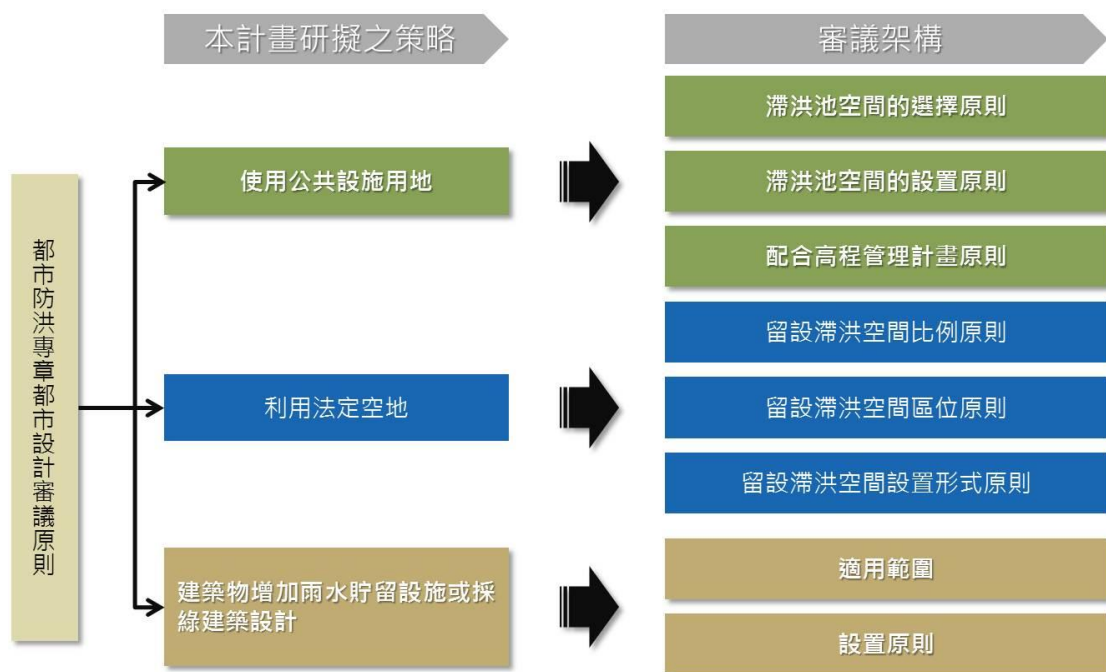 本計畫研擬之策略
審議架構
都市防洪專章都市設計審議原則
使用公共設施用地
滯洪池空間的選擇原則
滯洪池空間的設置原則
配合高程管理計畫原則
利用法定空地
留設滯洪空間比例原則
留設滯洪空間區位原則
留設滯洪空間設置形式原則
建築物增加雨水貯留設施或採
綠建築設計
適用範圍
設置原則